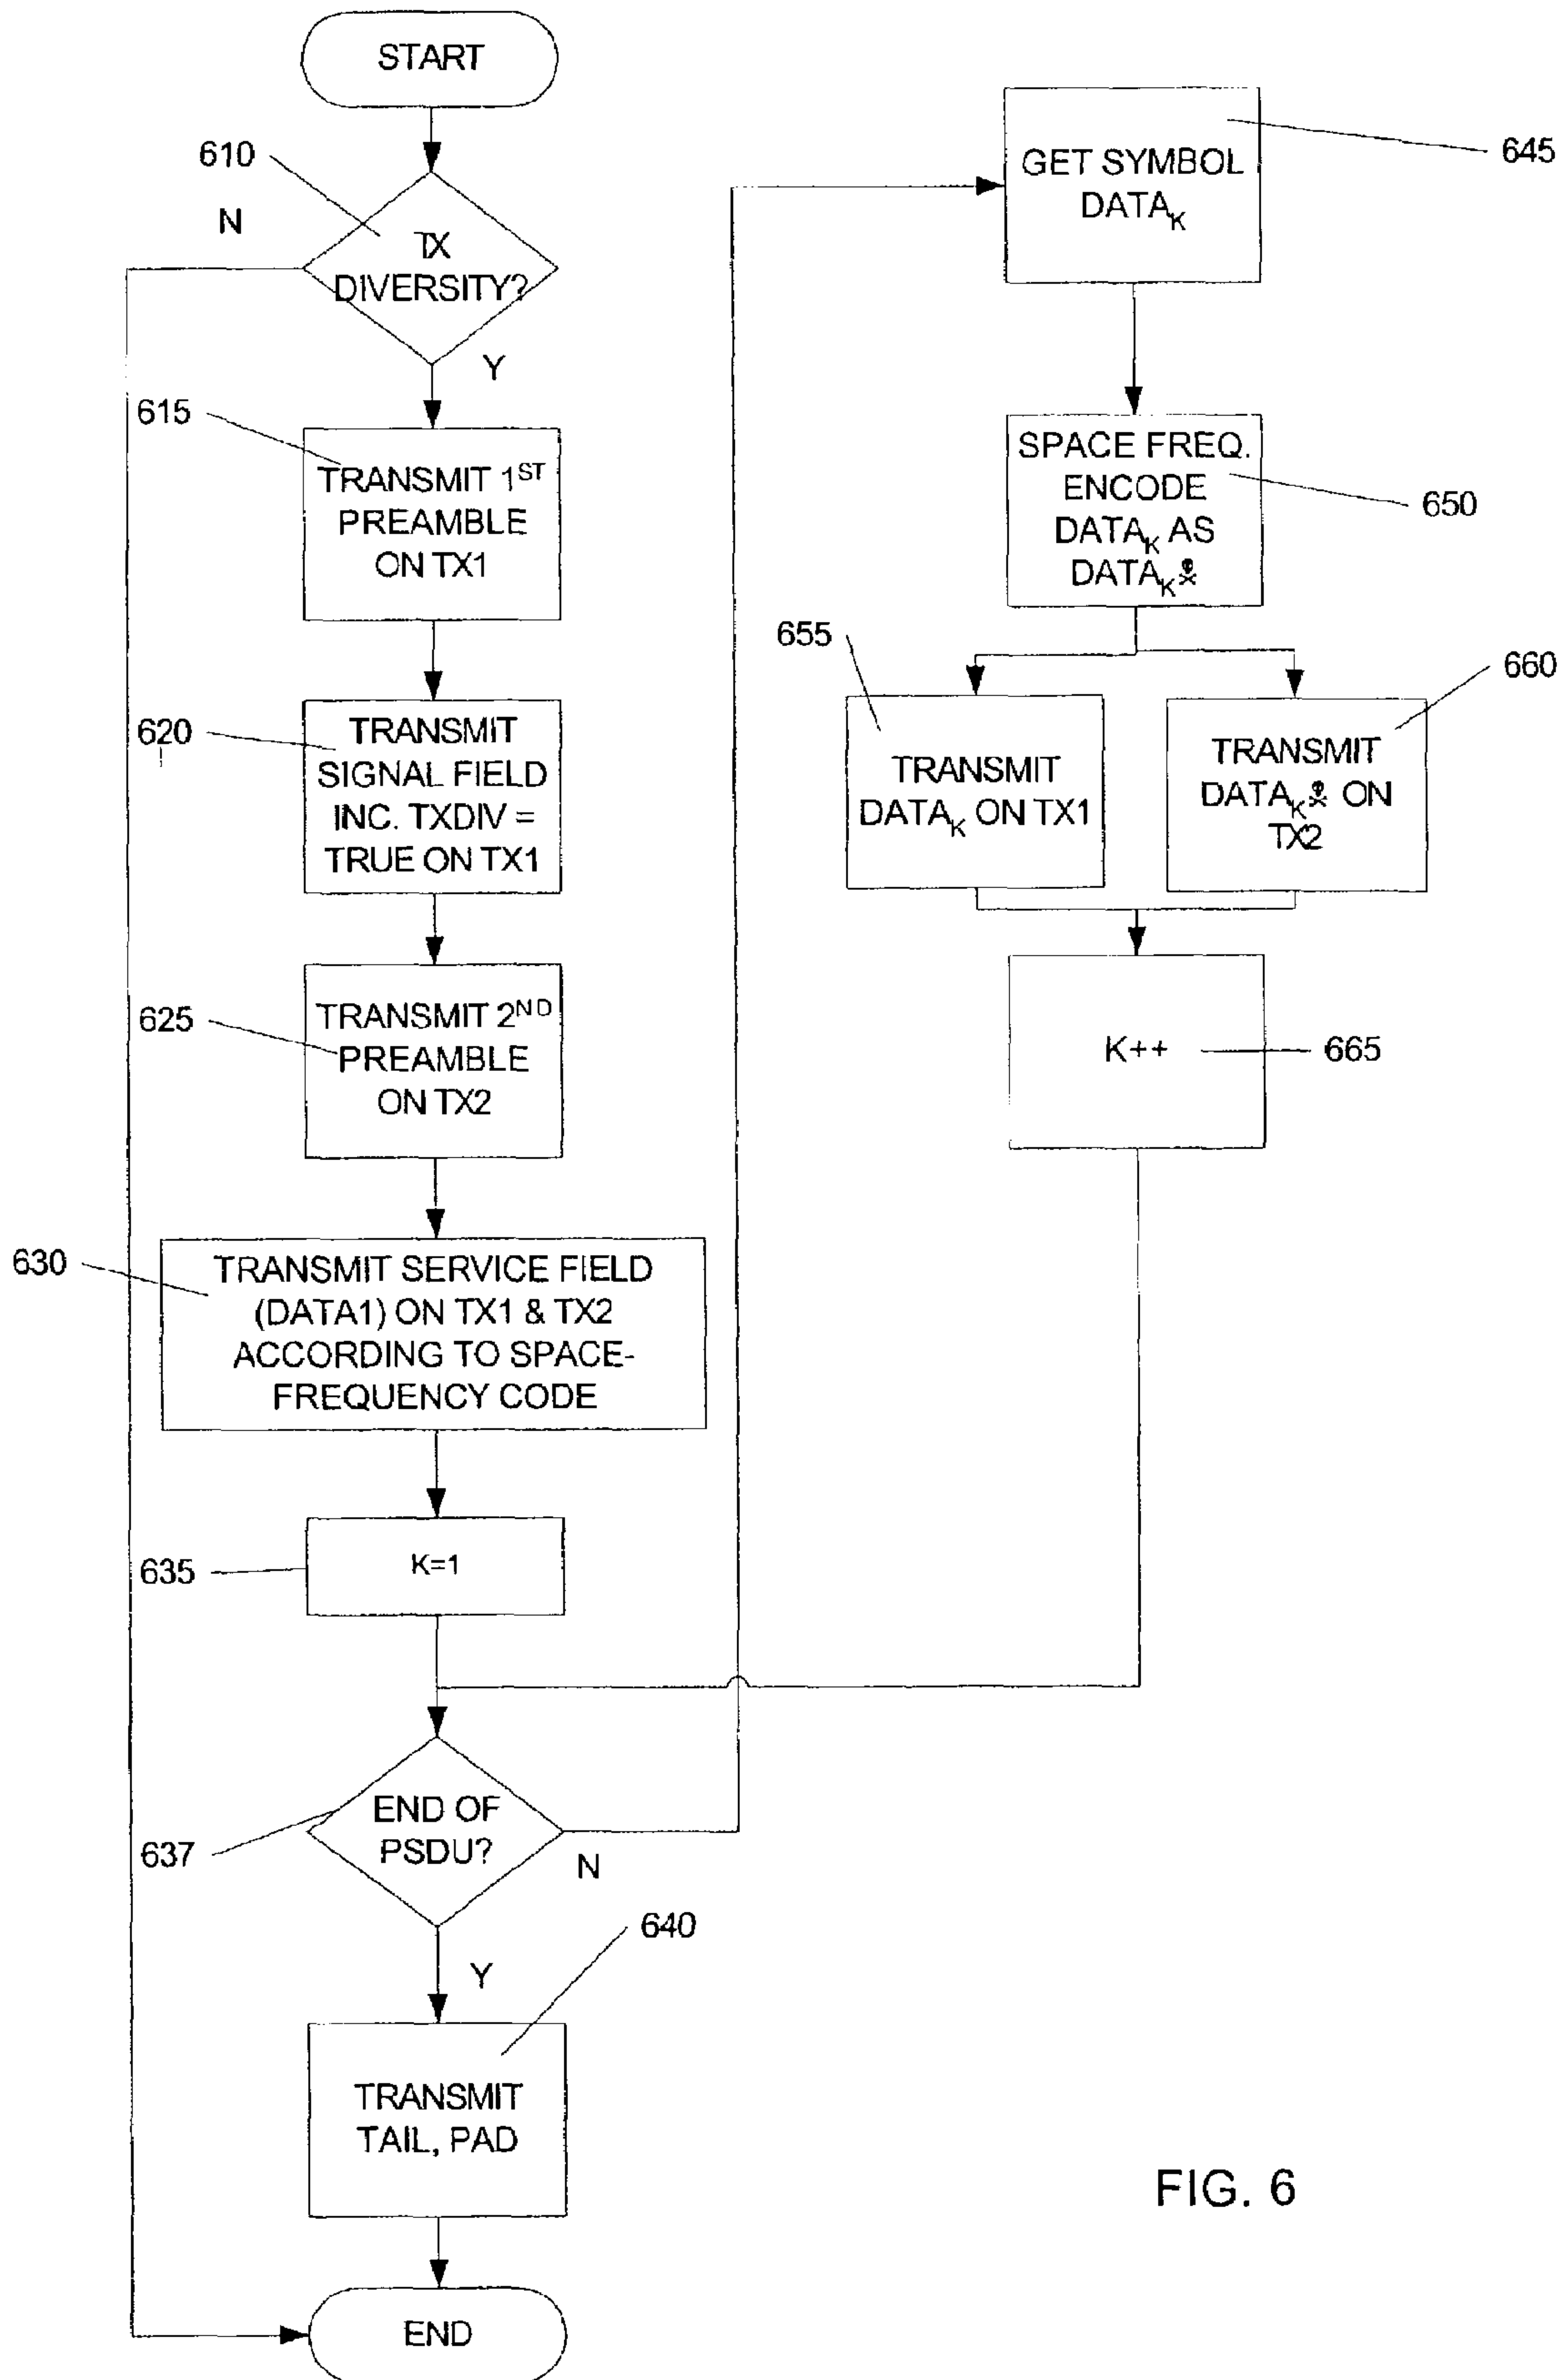 START
610
N
TX
DIVERSITY?
Y
615
TRANSMIT 1ST
PREAMBLE
ON TX1
620
TRANSMIT
SIGNAL FIELD
INC. TXDIV =
TRUE ON TX1
625
TRANSMIT 2ND
PREAMBLE
ON TX2
630
TRANSMIT SERVICE FIELD
(DATA1) ON TX1 & TX2
ACCORDING TO SPACE-
FREQUENCY CODE
635
K=1
637
END OF
PSDU?
N
Y
640
TRANSMIT
TAIL, PAD
END
GET SYMBOL
DATAK
645
SPACE FREQ.
ENCODE
DATAK AS
DATAK☠
650
655
TRANSMIT
DATAK ON TX1
660
TRANSMIT
DATAK☠ ON
TX2
K++
665
FIG. 6